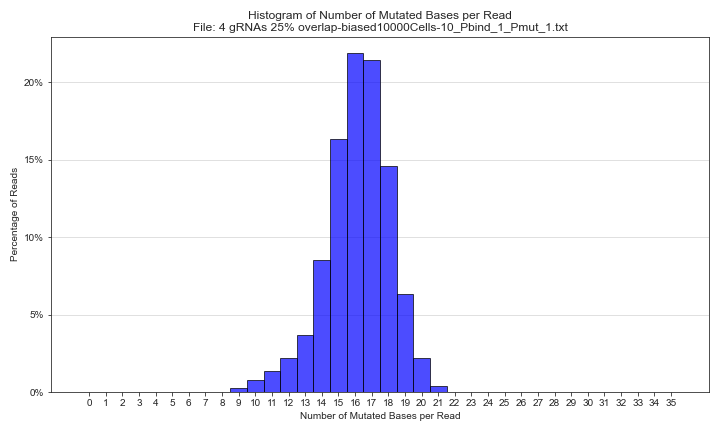 Histogram of Number of Mutated Bases per Read
File: 4 gRNAs 25% overlap-biased10000Cells-10_Pbind_1_Pmut_1.txt
20%
15%
10%
5%
0%
Percentage of Reads
0 1 2 3 4 5 6 7 8 9 10 11 12 13 14 15 16 17 18 19 20 21 22 23 24 25 26 27 28 29 30 31 32 33 34 35
Number of Mutated Bases per Read